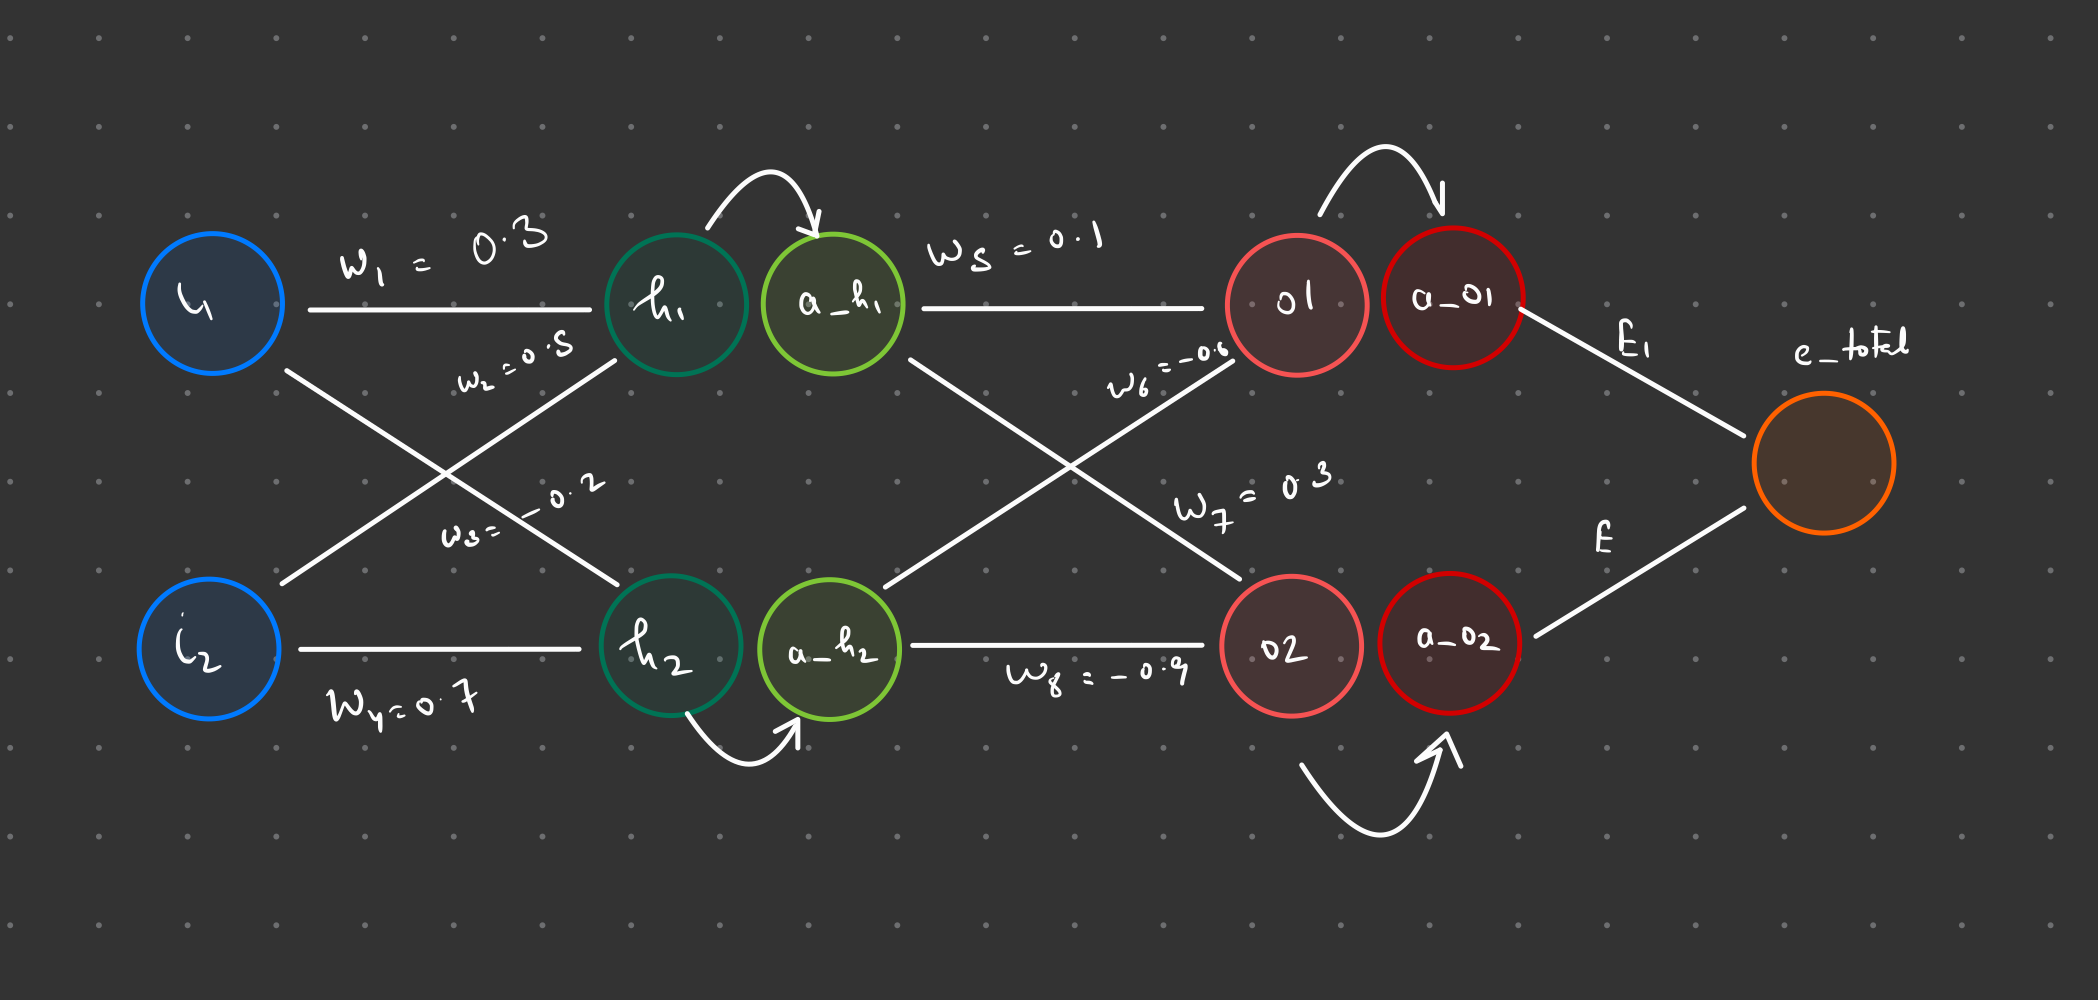 w₁ = 0.3
w₅ = 0.1
i₁
h₁
a_h₁
o1
a_o1
E₁
e_total
w₂ = 0.5
w₆ = -0.6
w₃ = -0.2
w₇ = 0.3
E
i₂
h₂
a_h₂
o2
a_o2
w₄ = 0.7
w₈ = -0.9